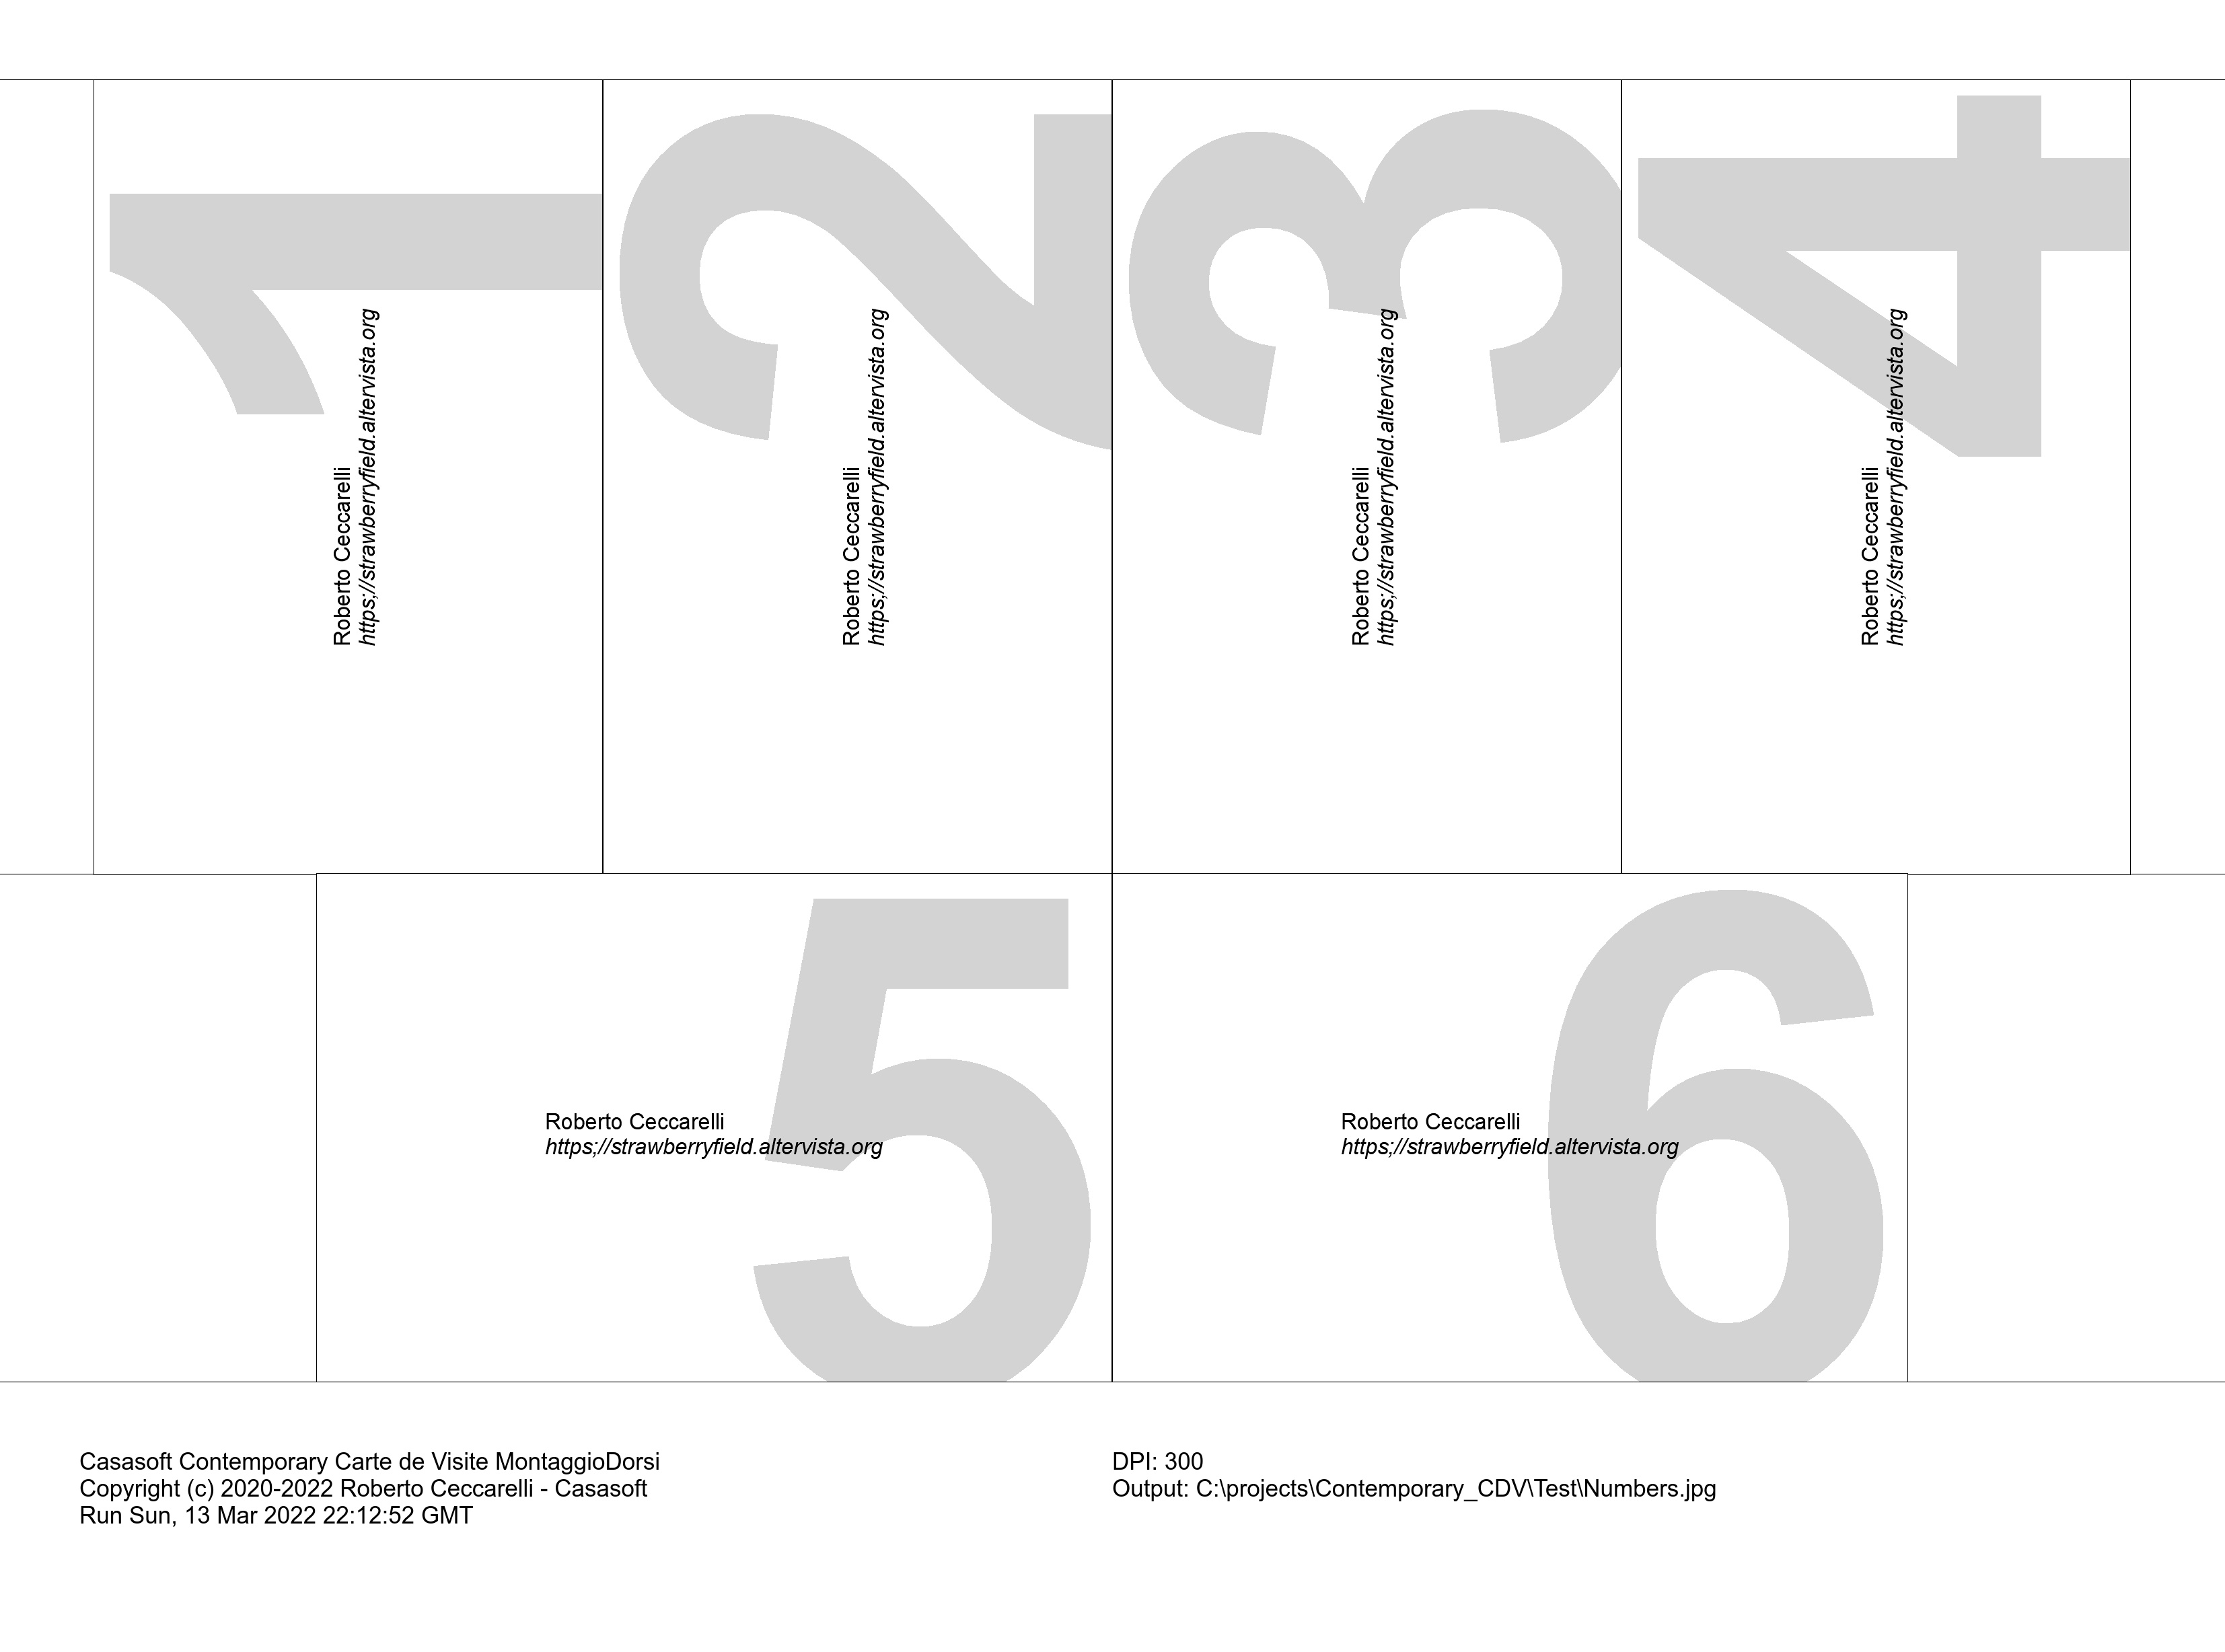 1
Roberto Ceccarelli
https;//strawberryfield.altervista.org
2
Roberto Ceccarelli
https;//strawberryfield.altervista.org
3
Roberto Ceccarelli
https;//strawberryfield.altervista.org
4
Roberto Ceccarelli
https;//strawberryfield.altervista.org
5
Roberto Ceccarelli
https;//strawberryfield.altervista.org
6
Roberto Ceccarelli
https;//strawberryfield.altervista.org
Casasoft Contemporary Carte de Visite MontaggioDorsi
Copyright (c) 2020-2022 Roberto Ceccarelli - Casasoft
Run Sun, 13 Mar 2022 22:12:52 GMT
DPI: 300
Output: C:\projects\Contemporary_CDV\Test\Numbers.jpg